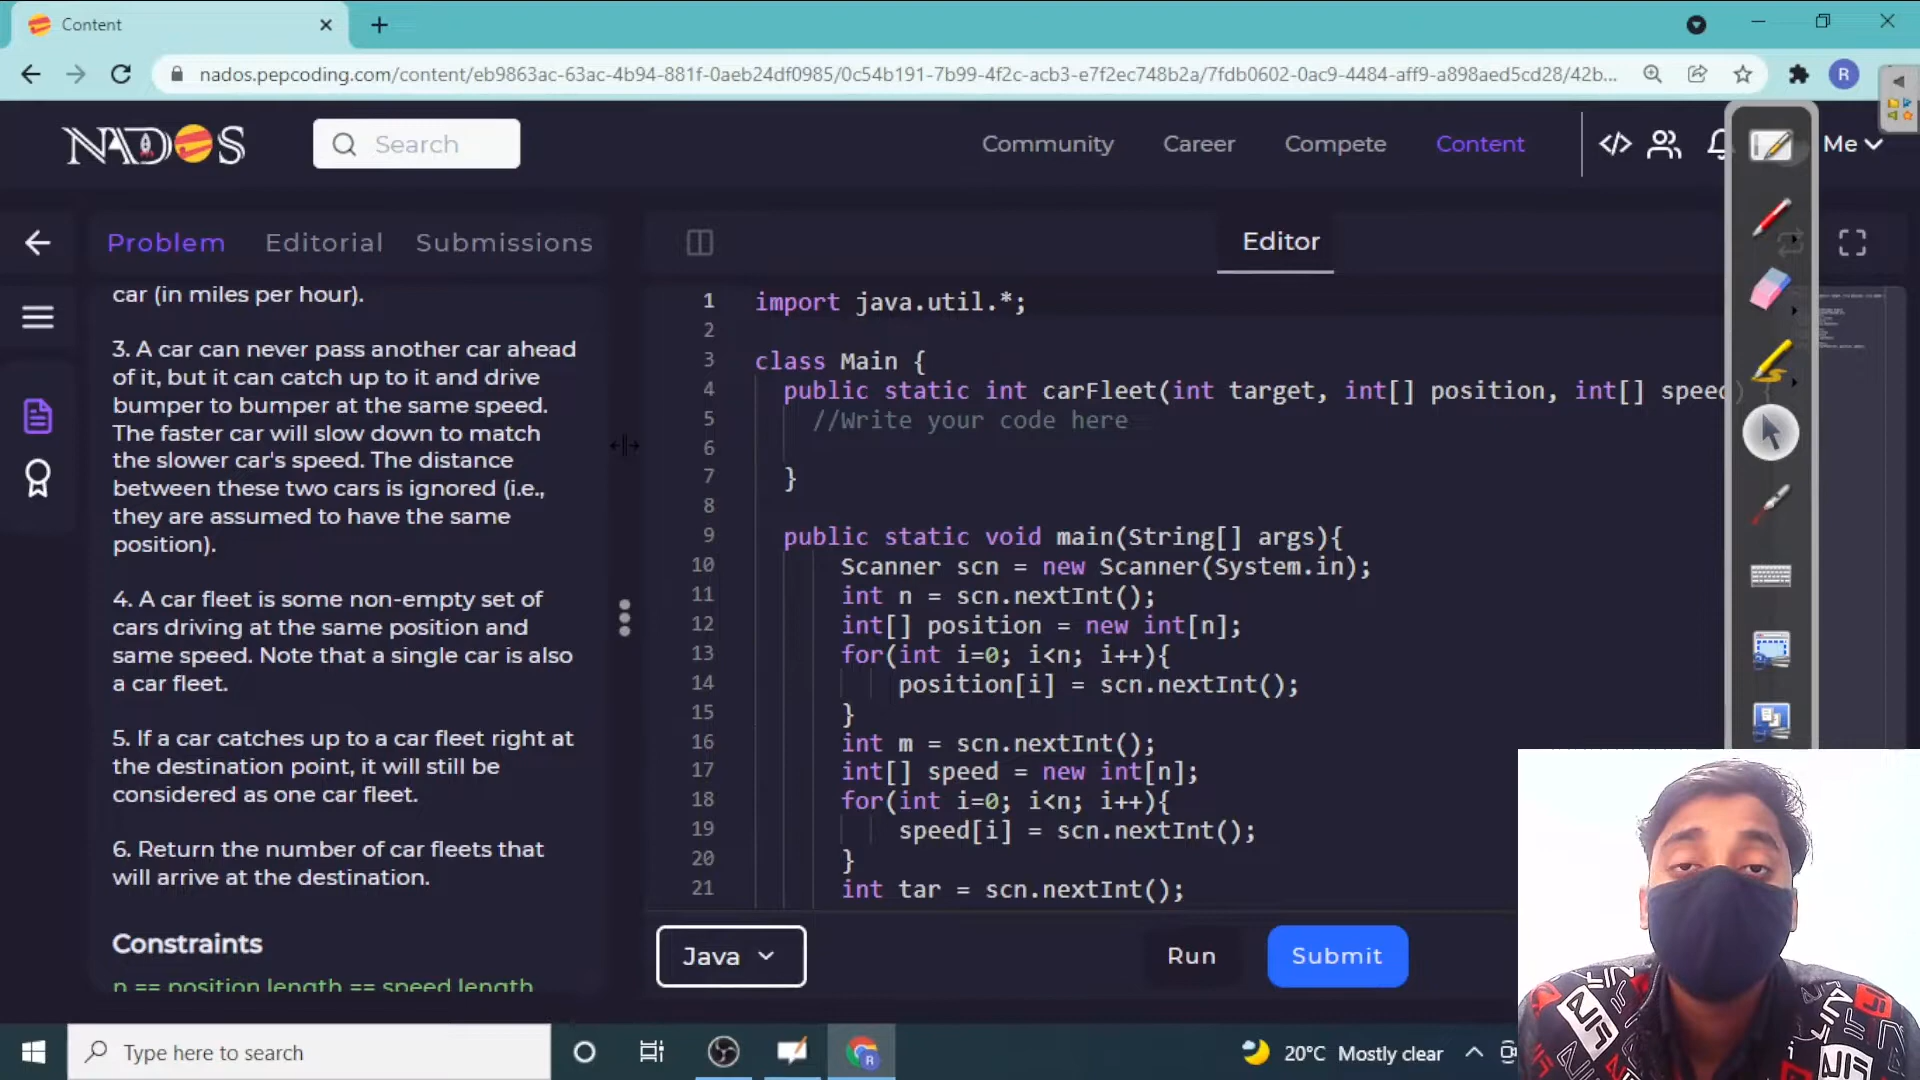 Content
nados.pepcoding.com/content/eb9863ac-63ac-4b94-881f-0aeb24df0985/0c54b191-7b99-4f2c-acb3-e7f2ec748b2a/7fdb0602-0ac9-4484-aff9-a898aed5cd28/42b...
R
NADOS
Search
Community
Career
Compete
Content
Me
Problem
Editorial
Submissions
Editor
car (in miles per hour).
3. A car can never pass another car ahead
of it, but it can catch up to it and drive
bumper to bumper at the same speed.
The faster car will slow down to match
the slower car's speed. The distance
between these two cars is ignored (i.e.,
they are assumed to have the same
position).
4. A car fleet is some non-empty set of
cars driving at the same position and
same speed. Note that a single car is also
a car fleet.
5. If a car catches up to a car fleet right at
the destination point, it will still be
considered as one car fleet.
6. Return the number of car fleets that
will arrive at the destination.
Constraints
n == position length == speed length
1 import java.util.*;
2
3 class Main {
4 public static int carFleet(int target, int[] position, int[] speed)
5 //Write your code here
6
7 }
8
9 public static void main(String[] args){
10 Scanner scn = new Scanner(System.in);
11 int n = scn.nextInt();
12 int[] position = new int[n];
13 for(int i=0; i<n; i++){
14 position[i] = scn.nextInt();
15 }
16 int m = scn.nextInt();
17 int[] speed = new int[n];
18 for(int i=0; i<n; i++){
19 speed[i] = scn.nextInt();
20 }
21 int tar = scn.nextInt();
Java
Run
Submit
Type here to search
R
20°C Mostly clear